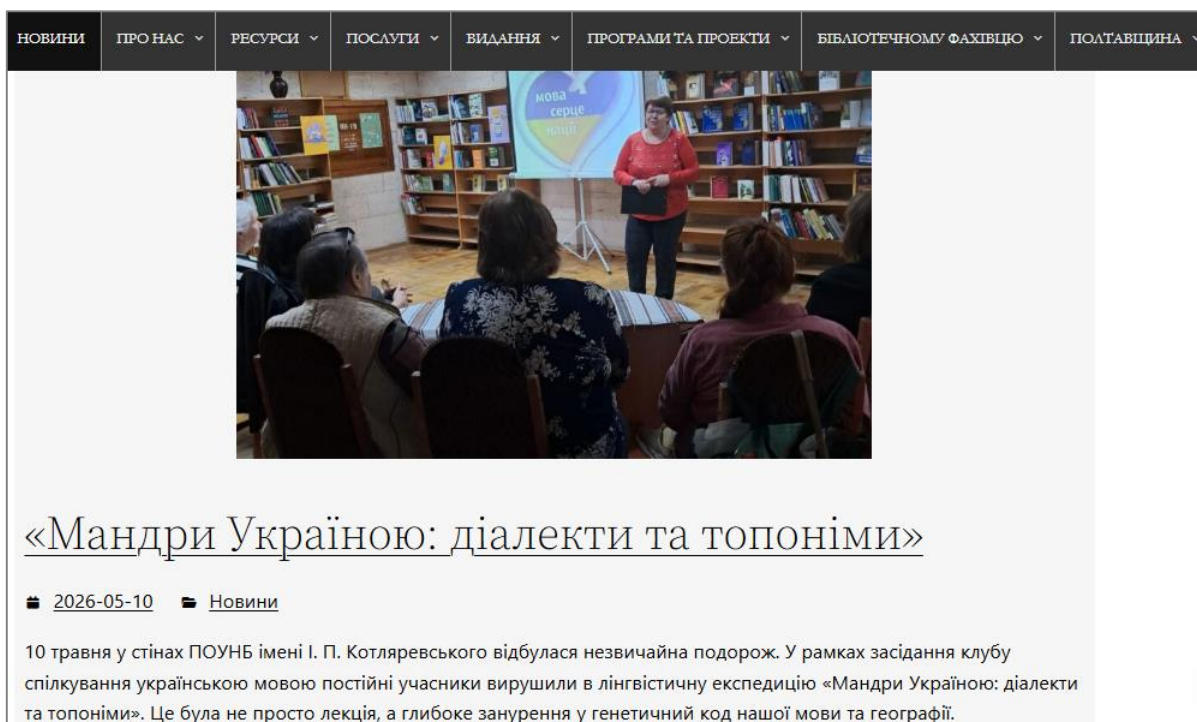 НОВИНИ ПРО НАС РЕСУРСИ ПОСЛУГИ ВИДАННЯ ПРОГРАМИ ТА ПРОЕКТИ БІБЛІОТЕЧНОМУ ФАХІВЦЮ ПОЛТАВЩИНА
мова
серце
нації
«Мандри Україною: діалекти та топоніми»
2026-05-10 Новини
10 травня у стінах ПОУНБ імені І. П. Котляревського відбулася незвичайна подорож. У рамках засідання клубу
спілкування українською мовою постійні учасники вирушили в лінгвістичну експедицію «Мандри Україною: діалекти
та топоніми». Це була не просто лекція, а глибоке занурення у генетичний код нашої мови та географії.